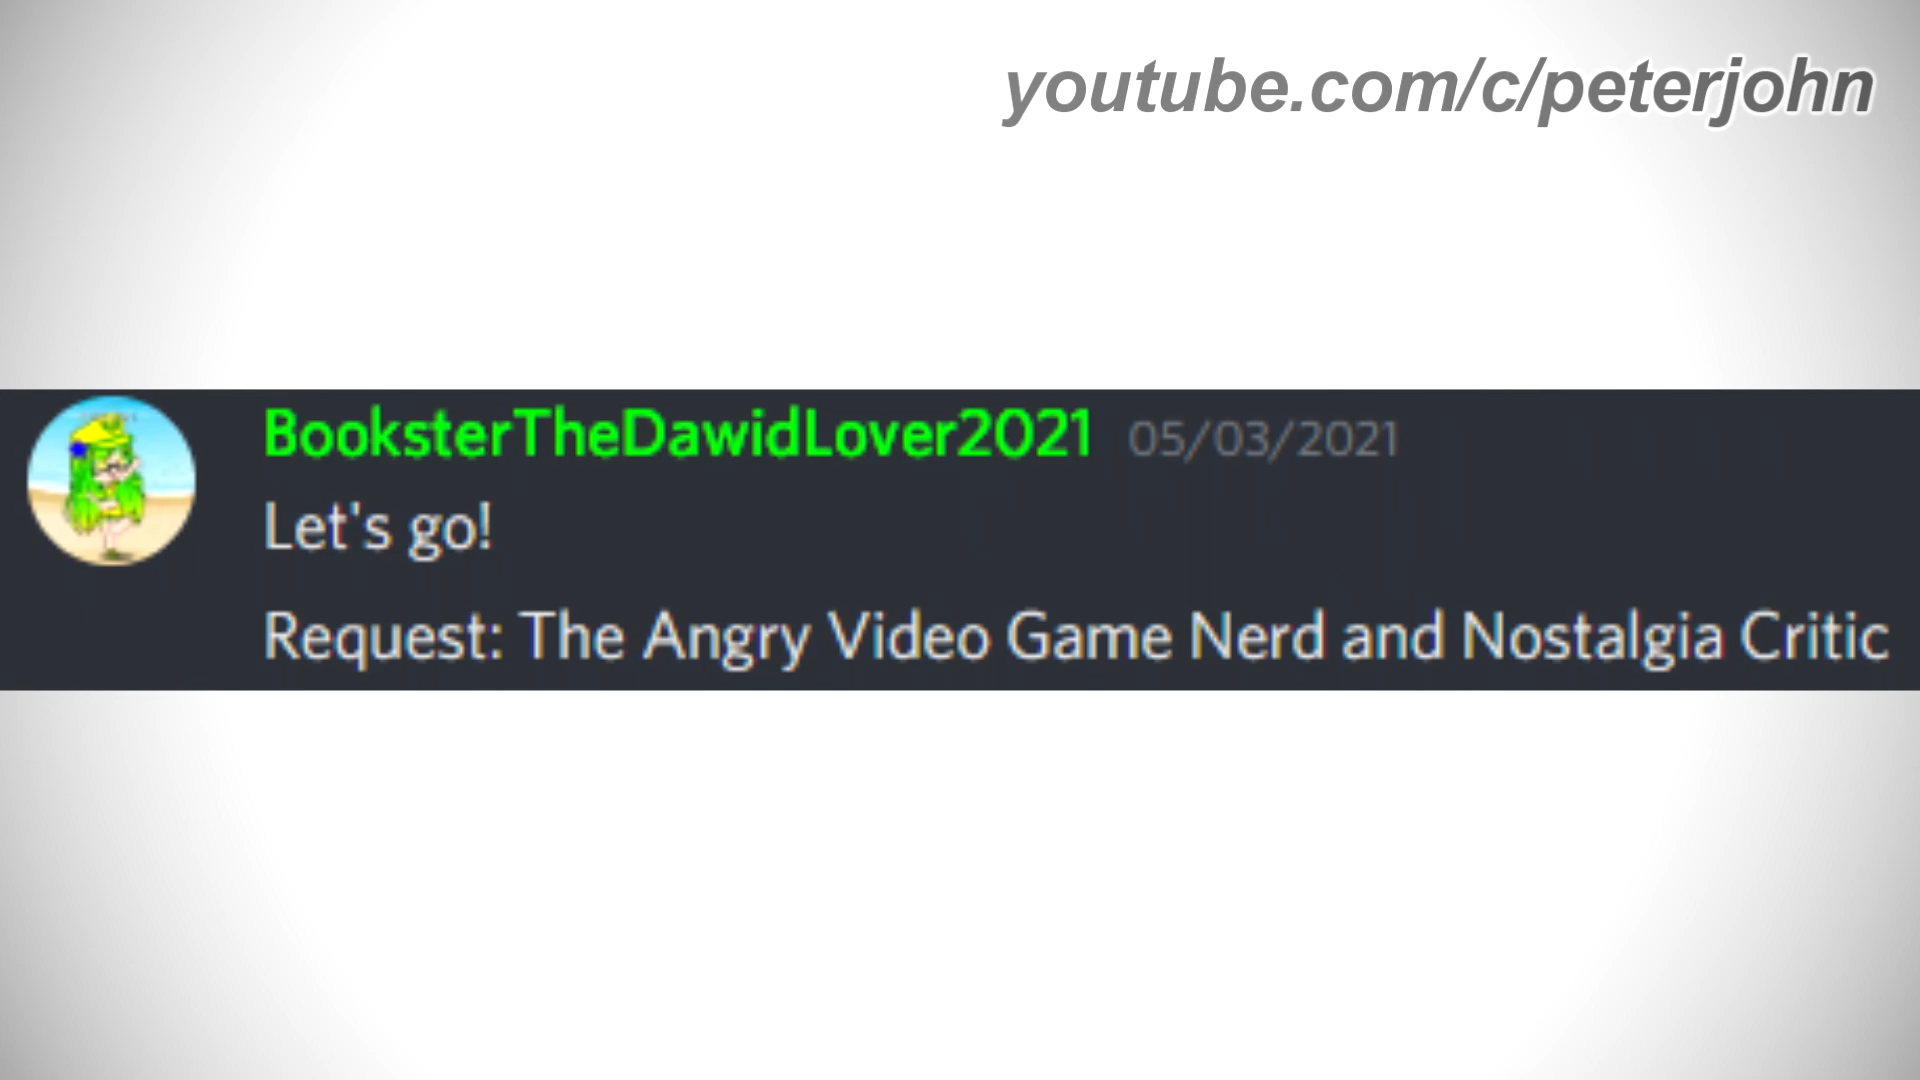 youtube.com/c/peterjohn
BooksterTheDawidLover2021 05/03/2021
Let's go!
Request: The Angry Video Game Nerd and Nostalgia Critic